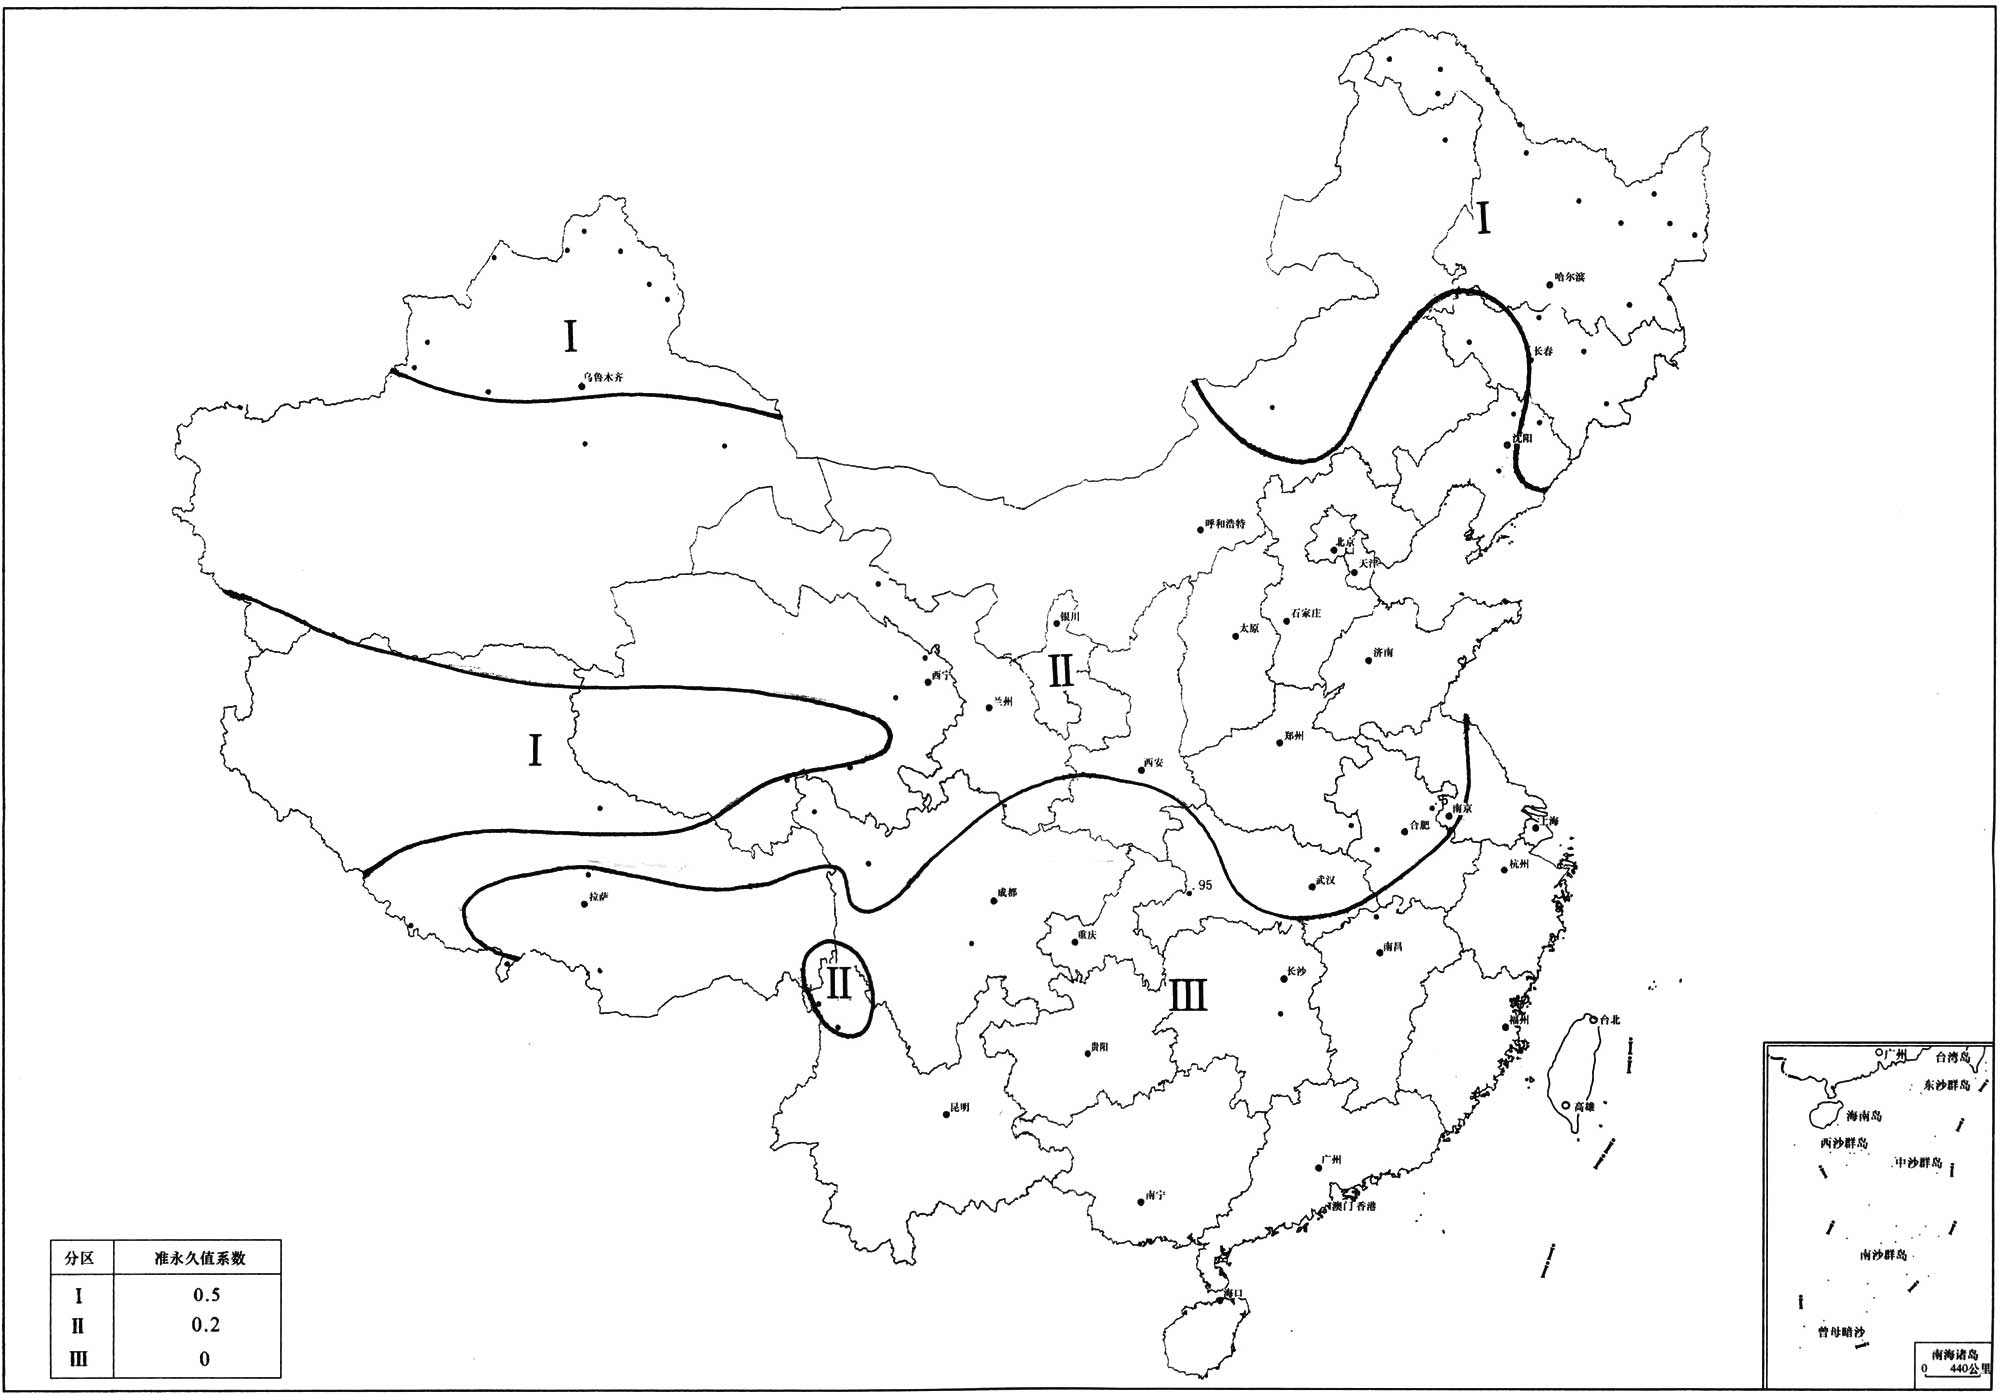 I
哈尔滨
I
长春
乌鲁木齐
沈阳
呼和浩特
北京
天津
银川
石家庄
太原
II
济南
西宁
兰州
I
郑州
西安
南京
上海
合肥
杭州
95
武汉
成都
拉萨
重庆
南昌
II
长沙
III
福州
台北
贵阳
昆明
高雄
广州
南宁
澳门 香港
海口
广州
台湾岛
东沙群岛
海南岛
西沙群岛
中沙群岛
南沙群岛
曾母暗沙
南海诸岛
0 440公里
分区 准永久值系数
I 0.5
II 0.2
III 0